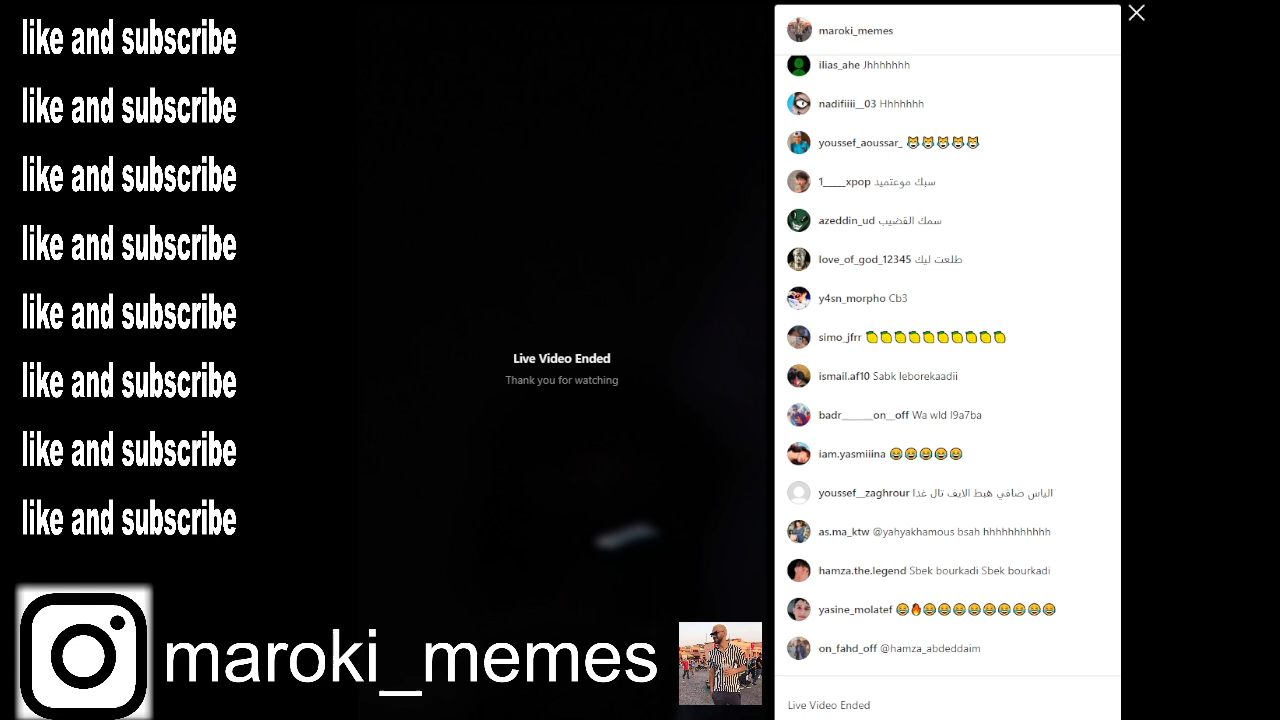 like and subscribe
like and subscribe
like and subscribe
like and subscribe
like and subscribe
like and subscribe
like and subscribe
like and subscribe
maroki_memes
Live Video Ended
Thank you for watching
maroki_memes
ilias_ahe Jhhhhhhh
nadifiiii__03 Hhhhhhh
youssef_aoussar_ 😹😹😹😹😹
1____xpop سبك موعتميد
azeddin_ud سمك القضيب
love_of_god_12345 طلعت ليك
y4sn_morpho Cb3
simo_jfrr 🍋🍋🍋🍋🍋🍋🍋🍋🍋🍋
ismail.af10 Sabk leborekaadii
badr______on__off Wa wld l9a7ba
iam.yasmiiina 😂😂😂😂😂
youssef__zaghrour الياس صافي هبط الايف تال غدا
as.ma_ktw @yahyakhamous bsah hhhhhhhhhhh
hamza.the.legend Sbek bourkadi Sbek bourkadi
yasine_molatef 😂🔥😂😂😂😂😂😂😂😂😂
on_fahd_off @hamza_abdeddaim
Live Video Ended